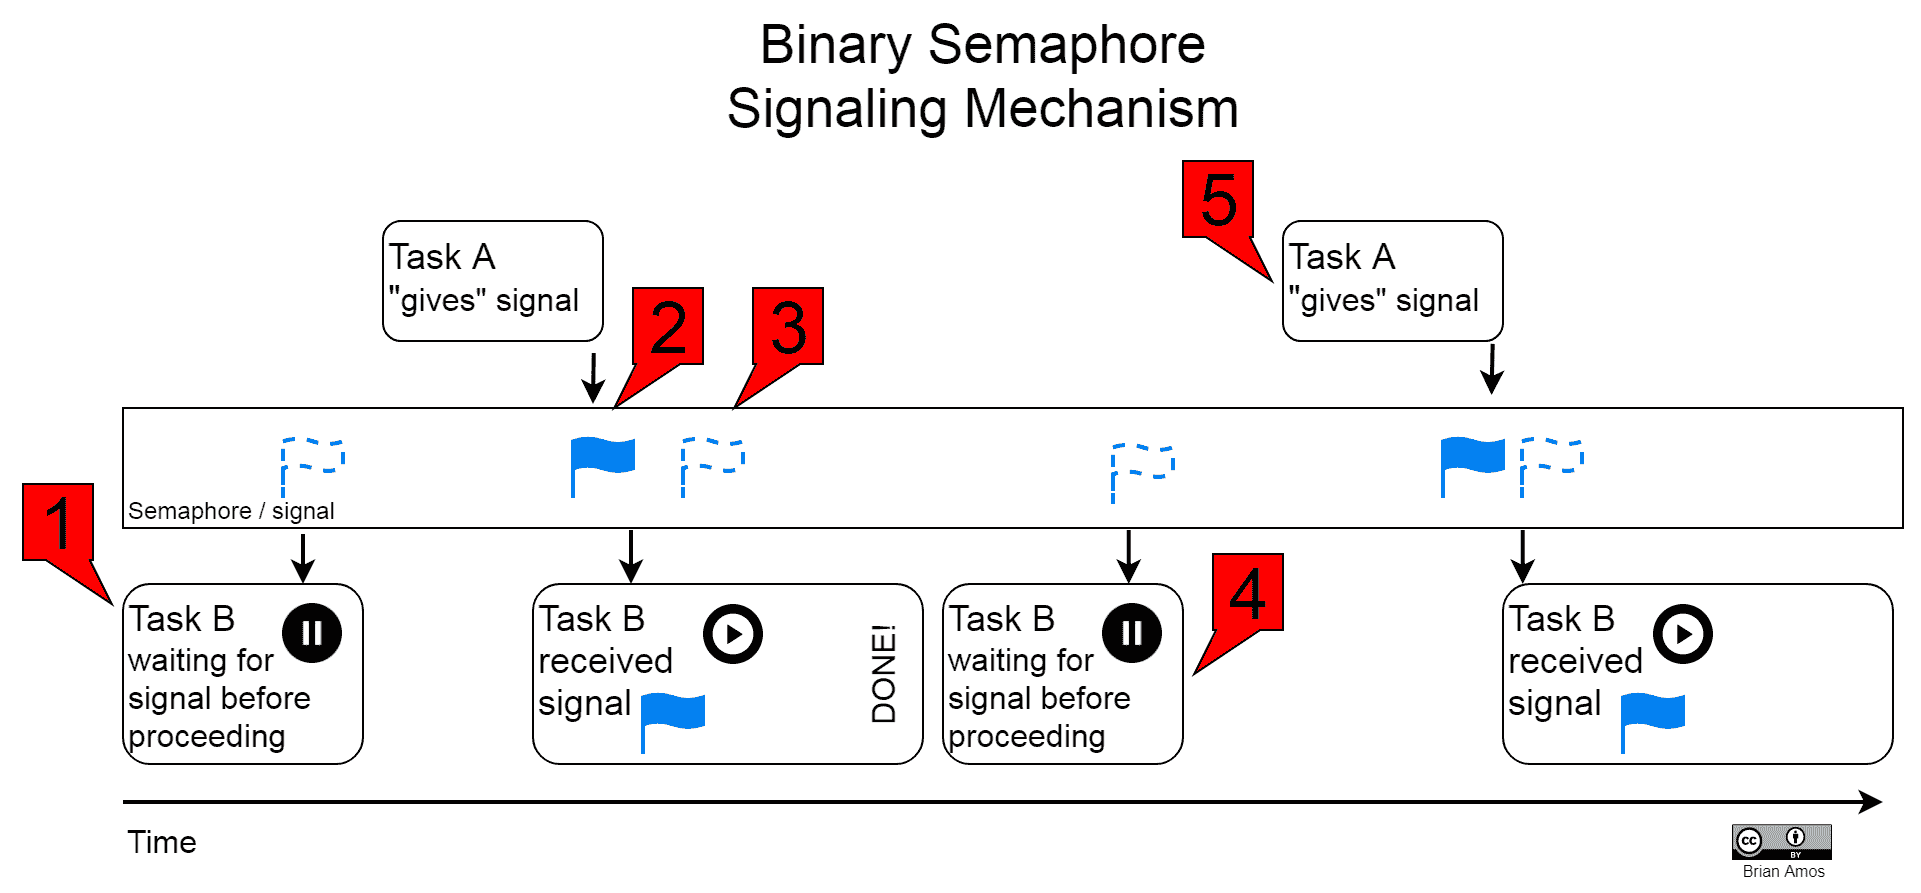 Binary Semaphore
Signaling Mechanism
5
Task A
"gives" signal
Task A
"gives" signal
2
3
Semaphore / signal
1
4
Task B
waiting for
signal before
proceeding
Task B
received
signal
DONE!
Task B
waiting for
signal before
proceeding
Task B
received
signal
Time
cc
BY
Brian Amos